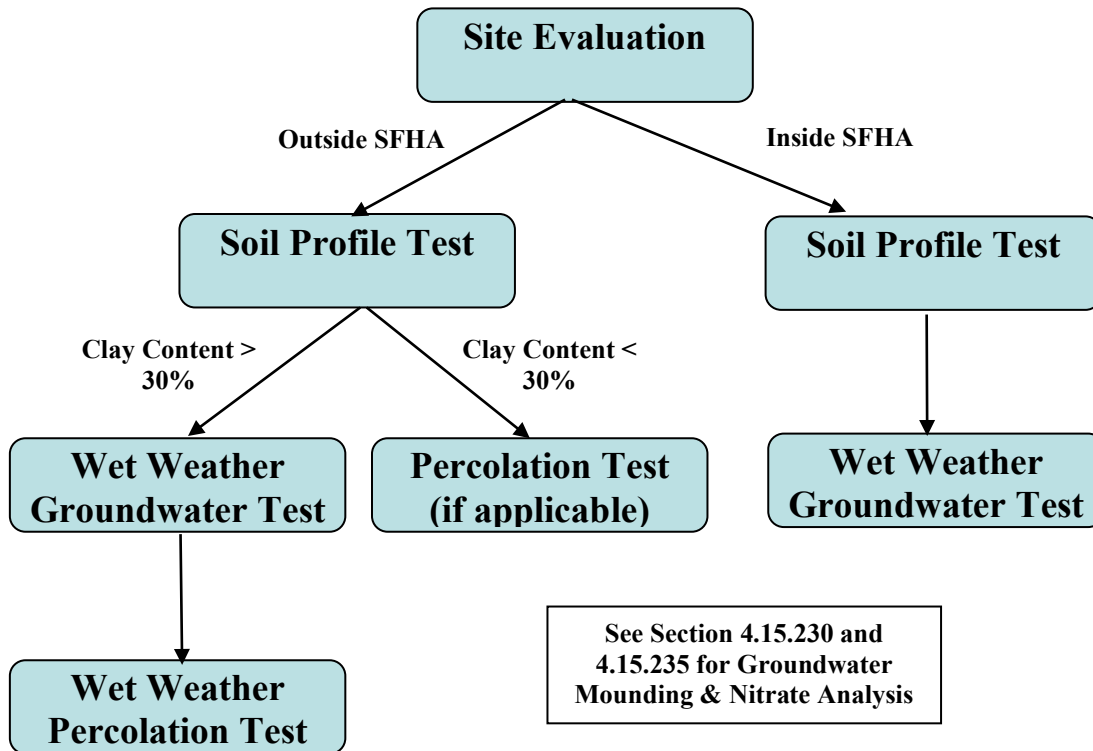 Site Evaluation
Outside SFHA
Inside SFHA
Soil Profile Test
Soil Profile Test
Clay Content >
30%
Clay Content <
30%
Wet Weather
Groundwater Test
Percolation Test
(if applicable)
Wet Weather
Groundwater Test
See Section 4.15.230 and
4.15.235 for Groundwater
Mounding & Nitrate Analysis
Wet Weather
Percolation Test